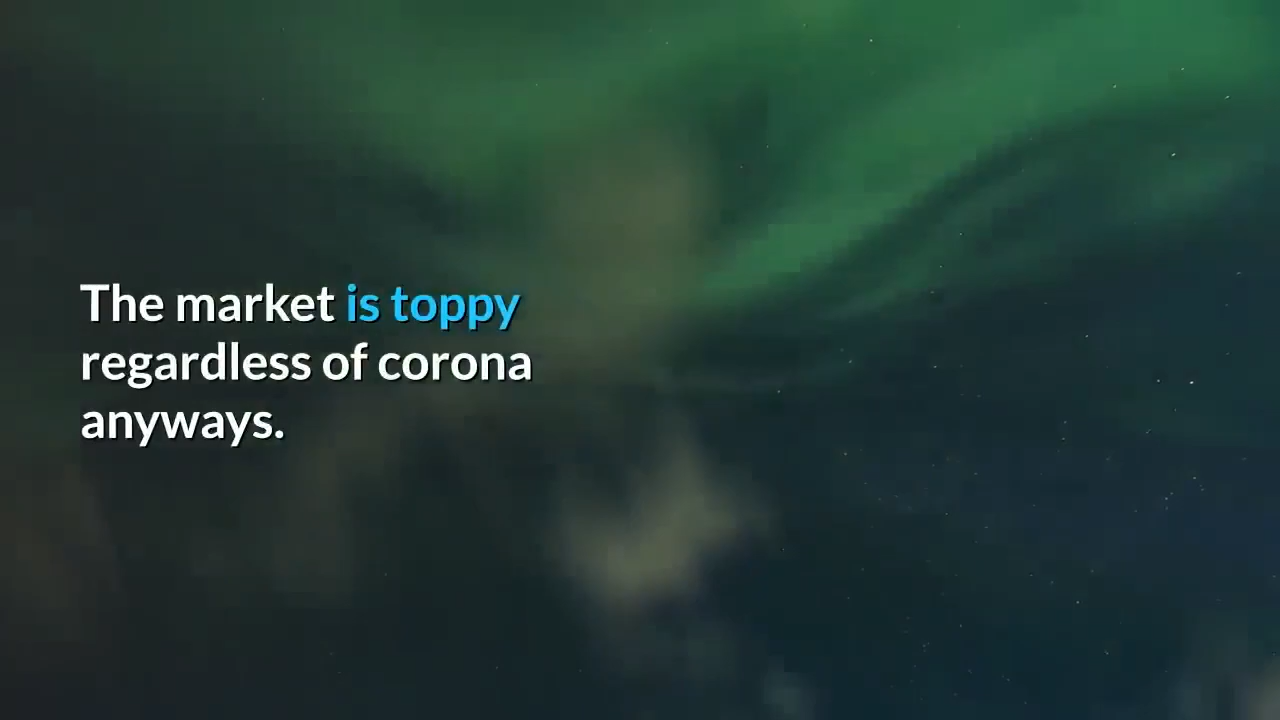 The market is toppy
regardless of corona
anyways.